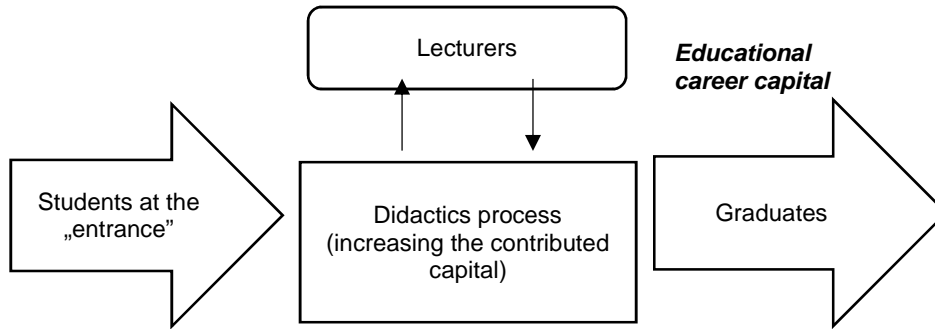 Lecturers
Educational
career capital
Students at the
„entrance”
Didactics process
(increasing the contributed
capital)
Graduates